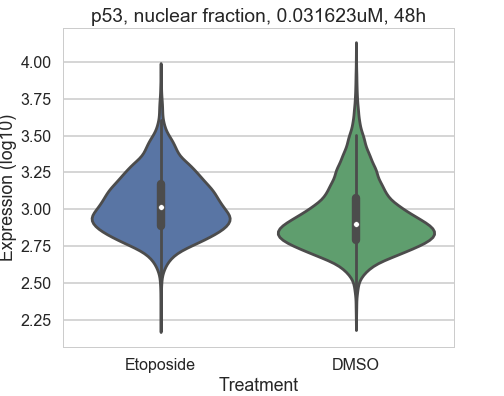 p53, nuclear fraction, 0.031623uM, 48h
4.00
3.75
3.50
3.25
3.00
2.75
2.50
2.25
Expression (log10)
Etoposide
DMSO
Treatment